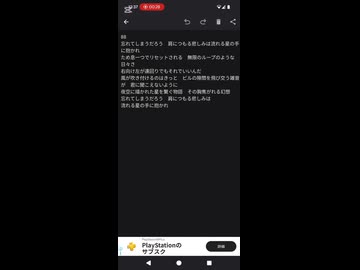 00:28
88
忘れてしまうだろう　肩につもる悲しみは流れる星の手
に抱かれ
ため息一つでリセットされる　無限のループのような
日々さ
右向け左が裏回りでもそれでいいんだ
風が吹き付けるのはきっと　ビルの隙間を飛び交う雑音
が　君に聞こえないように
夜空に描かれた星を繋ぐ物語　その胸焦がれる幻想
忘れてしまうだろう　肩につもる悲しみは
流れる星の手に抱かれ
PlayStationの
サブスク
詳細